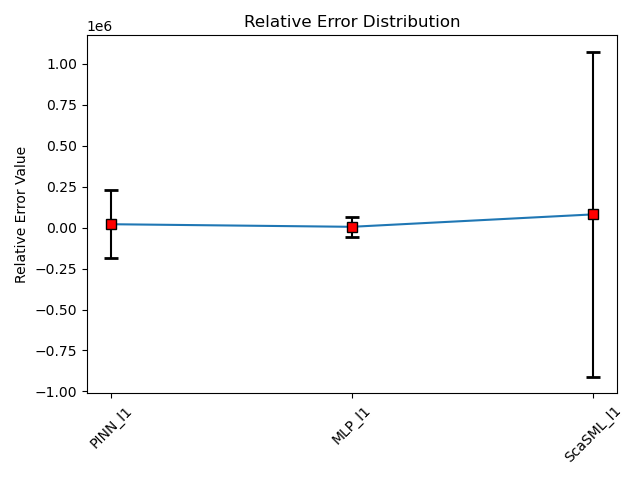 Relative Error Distribution
1e6
1.00
0.75
0.50
0.25
0.00
−0.25
−0.50
−0.75
−1.00
Relative Error Value
PINN_l1
MLP_l1
ScaSML_l1